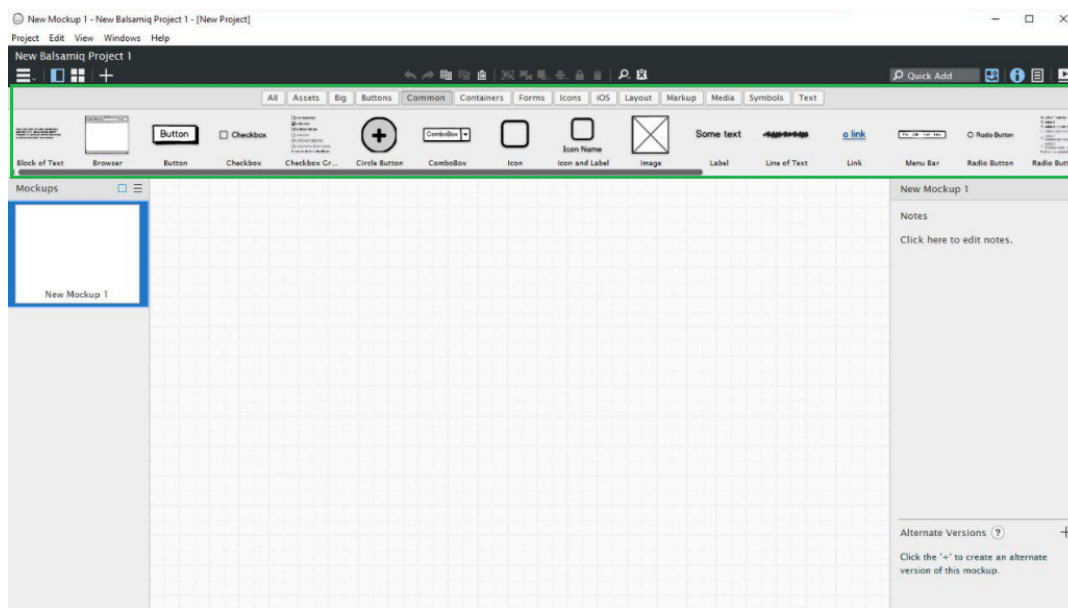 New Mockup 1 - New Balsamiq Project 1 - [New Project]
Project Edit View Windows Help
New Balsamiq Project 1
Quick Add
All Assets Big Buttons Common Containers Forms Icons iOS Layout Markup Media Symbols Text
Button
Checkbox
ComboBox
Icon Name
Some text
a link
Radio Button
Block of Text Browser Button Checkbox Checkbox Gr... Circle Button ComboBox Icon Icon and Label Image Label Line of Text Link Menu Bar Radio Button Radio Butt
Mockups
New Mockup 1
New Mockup 1
Notes
Click here to edit notes.
Alternate Versions ?
Click the '+' to create an alternate
version of this mockup.